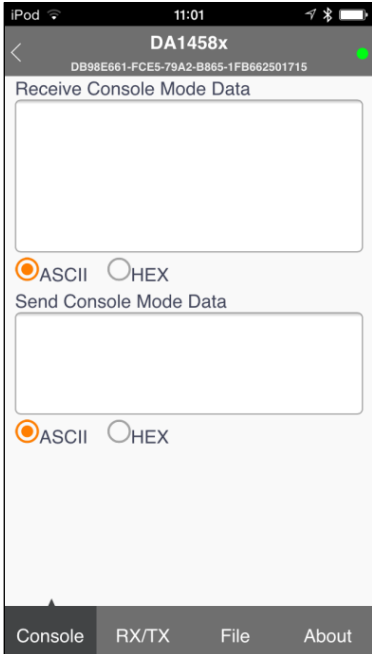 iPod 11:01
DA1458x
DB98E661-FCE5-79A2-B865-1FB662501715
Receive Console Mode Data
ASCII HEX
Send Console Mode Data
ASCII HEX
Console RX/TX File About